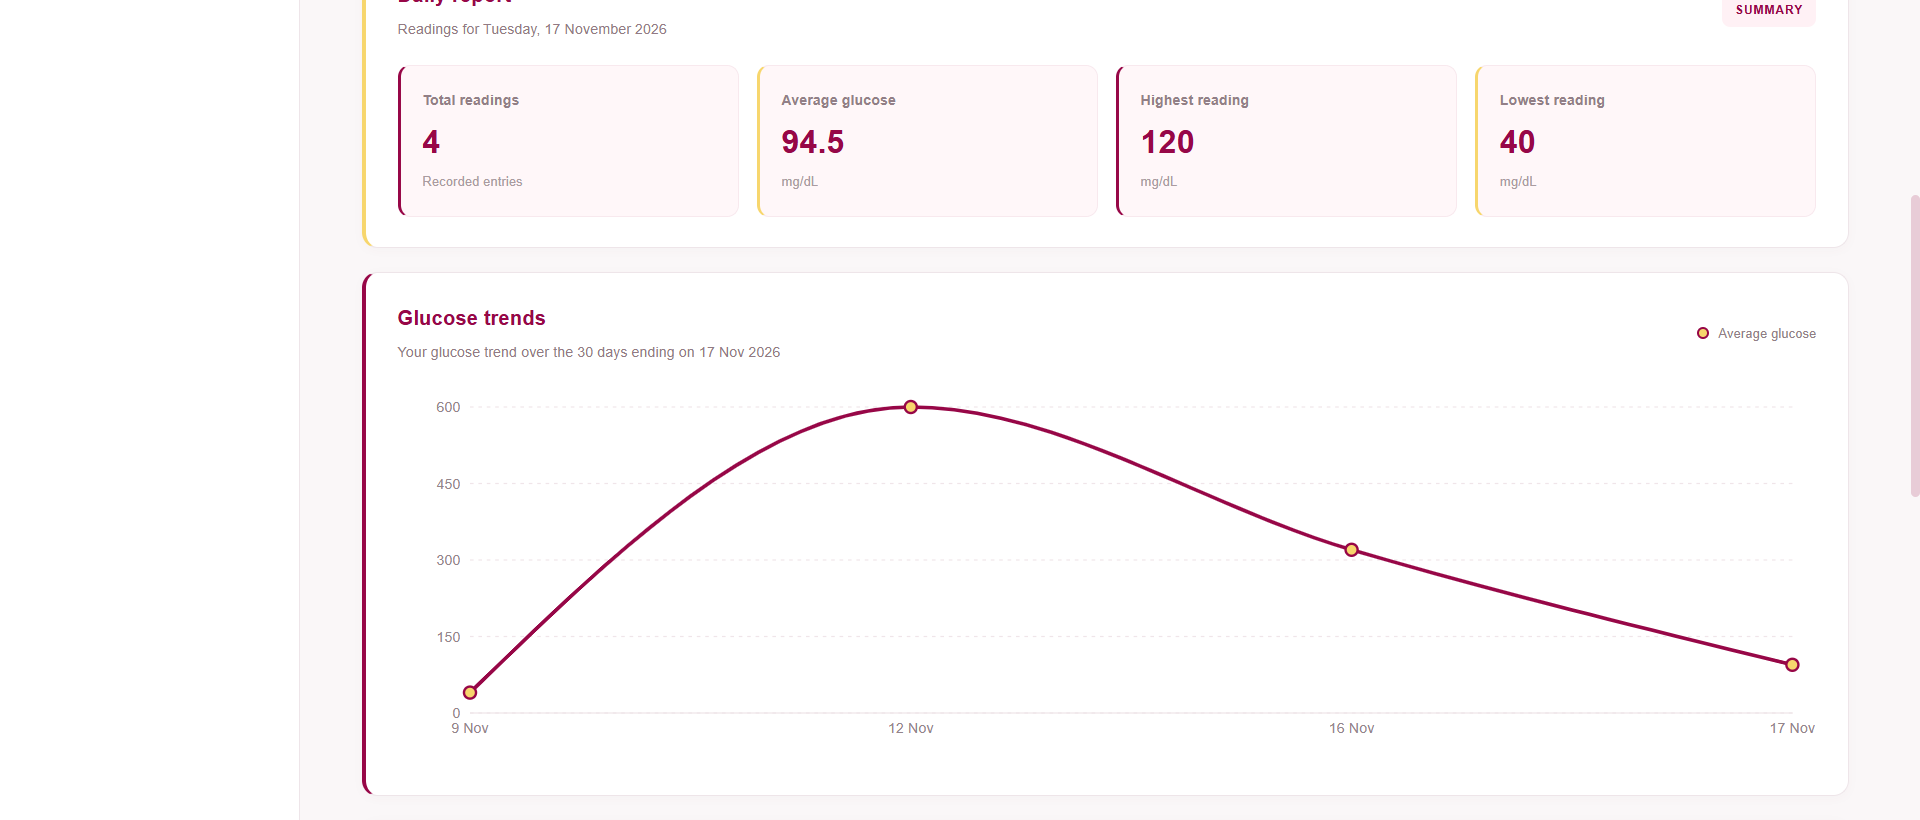 Daily report
SUMMARY
Readings for Tuesday, 17 November 2026
Total readings
4
Recorded entries
Average glucose
94.5
mg/dL
Highest reading
120
mg/dL
Lowest reading
40
mg/dL
Glucose trends
Your glucose trend over the 30 days ending on 17 Nov 2026
Average glucose
600
450
300
150
0
9 Nov
12 Nov
16 Nov
17 Nov